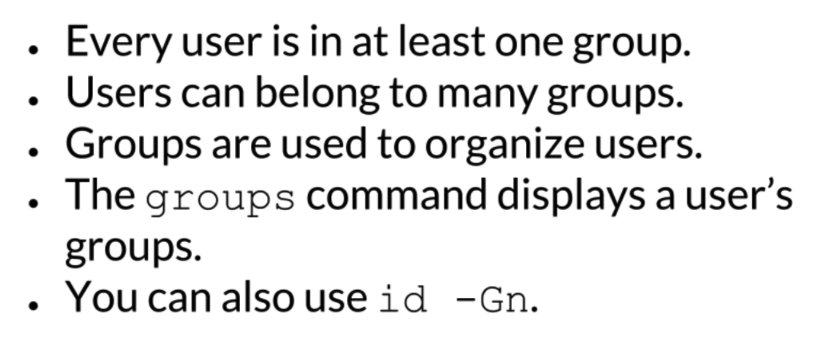 • Every user is in at least one group.
• Users can belong to many groups.
• Groups are used to organize users.
• The groups command displays a user’s
groups.
• You can also use id -Gn.